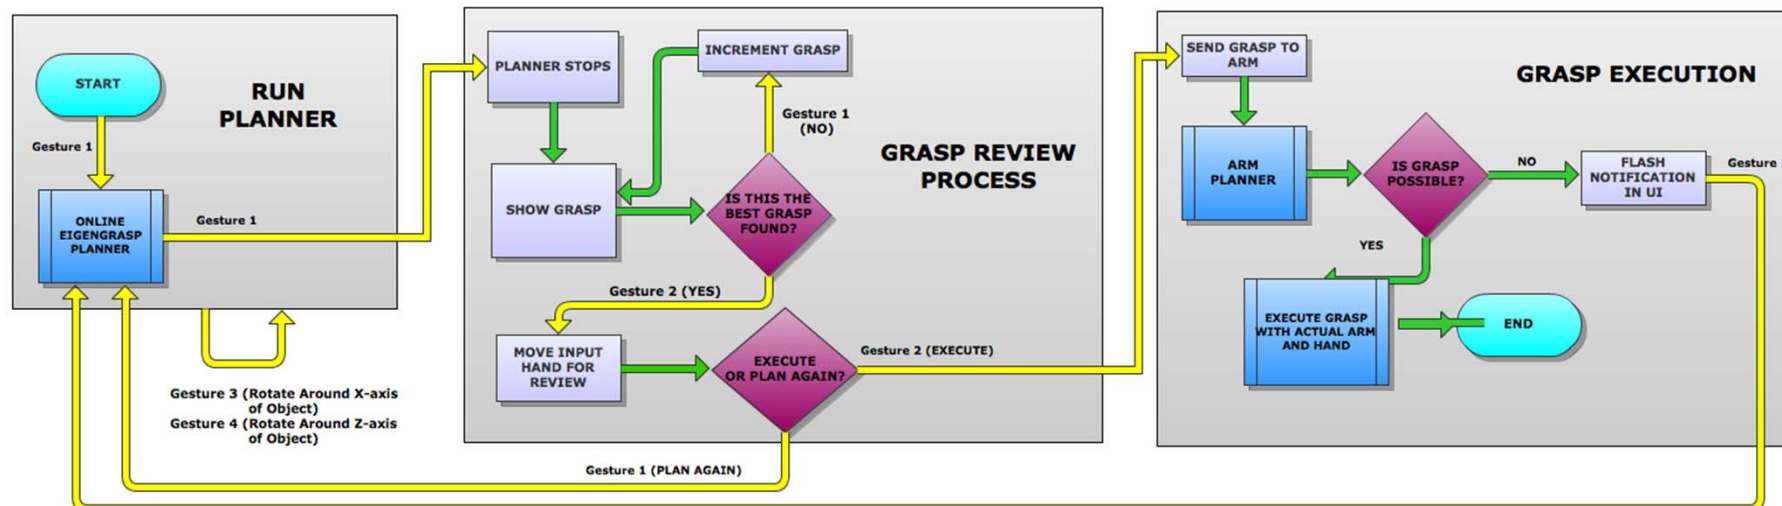 START
RUN
PLANNER
Gesture 1
ONLINE
EIGENGRASP
PLANNER
Gesture 1
Gesture 3 (Rotate Around X-axis
of Object)
Gesture 4 (Rotate Around Z-axis
of Object)
PLANNER STOPS
INCREMENT GRASP
Gesture 1
(NO)
GRASP REVIEW
PROCESS
SHOW GRASP
IS THIS THE
BEST GRASP
FOUND?
Gesture 2 (YES)
MOVE INPUT
HAND FOR
REVIEW
EXECUTE
OR PLAN AGAIN?
Gesture 2 (EXECUTE)
Gesture 1 (PLAN AGAIN)
SEND GRASP TO
ARM
GRASP EXECUTION
ARM
PLANNER
IS GRASP
POSSIBLE?
NO
FLASH
NOTIFICATION
IN UI
Gesture
YES
EXECUTE GRASP
WITH ACTUAL ARM
AND HAND
END